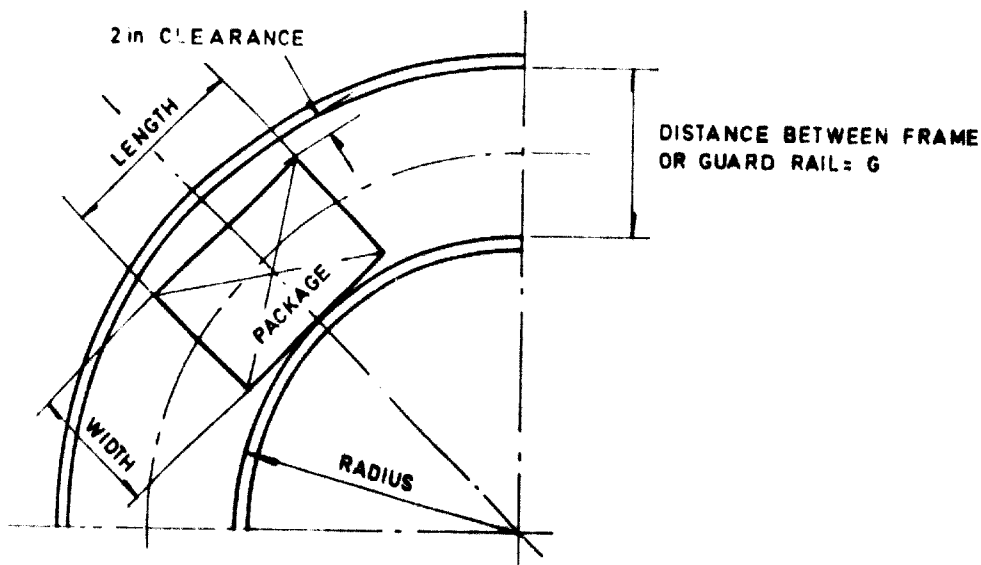 2 in CLEARANCE
LENGTH
DISTANCE BETWEEN FRAME
OR GUARD RAIL = G
PACKAGE
WIDTH
RADIUS